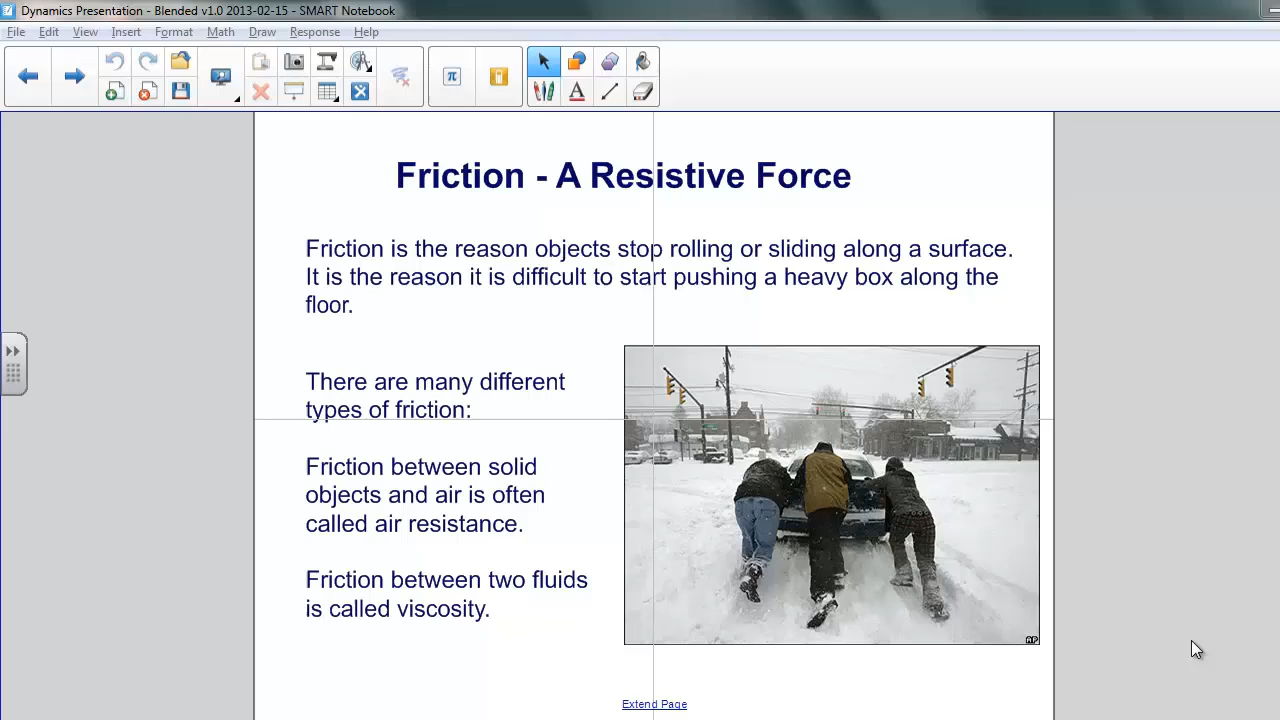 Dynamics Presentation - Blended v1.0 2013-02-15 - SMART Notebook
File Edit View Insert Format Math Draw Response Help
π
A
Friction - A Resistive Force
Friction is the reason objects stop rolling or sliding along a surface.
It is the reason it is difficult to start pushing a heavy box along the
floor.
There are many different
types of friction:
Friction between solid
objects and air is often
called air resistance.
Friction between two fluids
is called viscosity.
AP
Extend Page